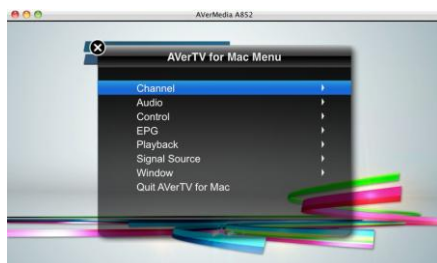 AVerMedia A852
AVerTV for Mac Menu
Channel
Audio
Control
EPG
Playback
Signal Source
Window
Quit AVerTV for Mac